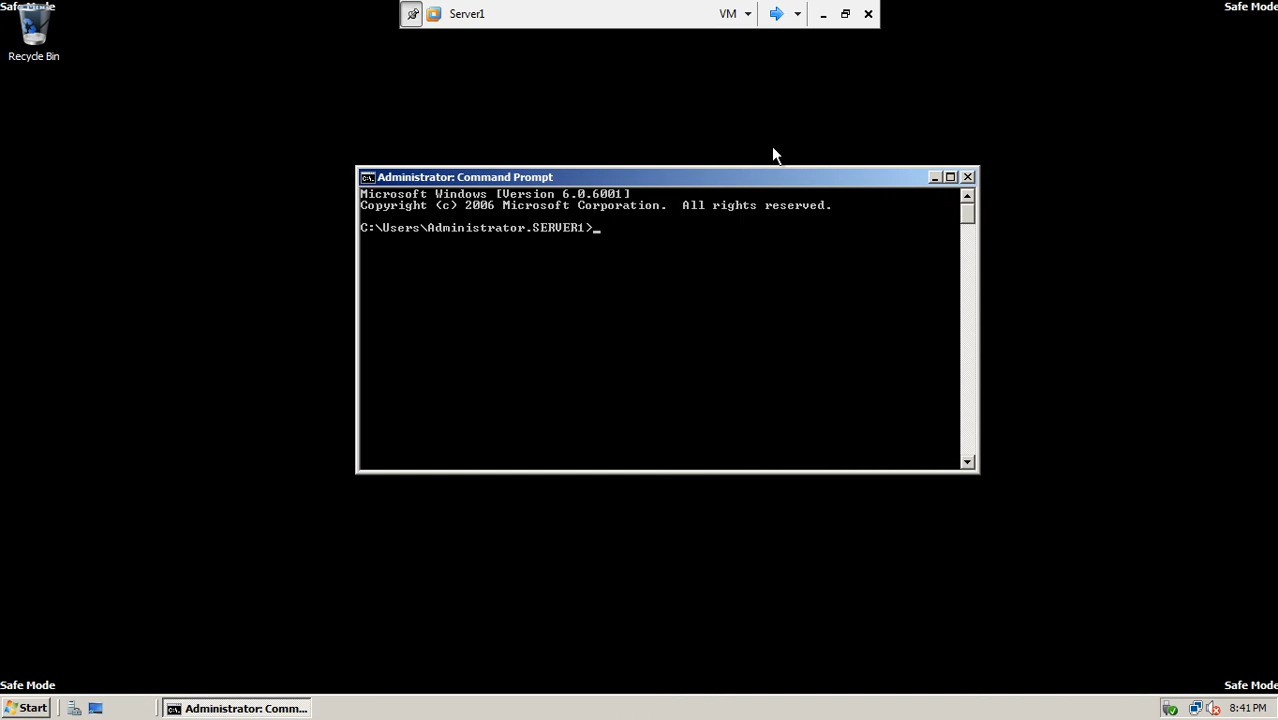 Safe Mode
Safe Mode
Server1
VM
Recycle Bin
Administrator: Command Prompt
Microsoft Windows [Version 6.0.6001]
Copyright (c) 2006 Microsoft Corporation.  All rights reserved.
C:\Users\Administrator.SERVER1>_
Safe Mode
Safe Mode
Start
Administrator: Comm...
8:41 PM